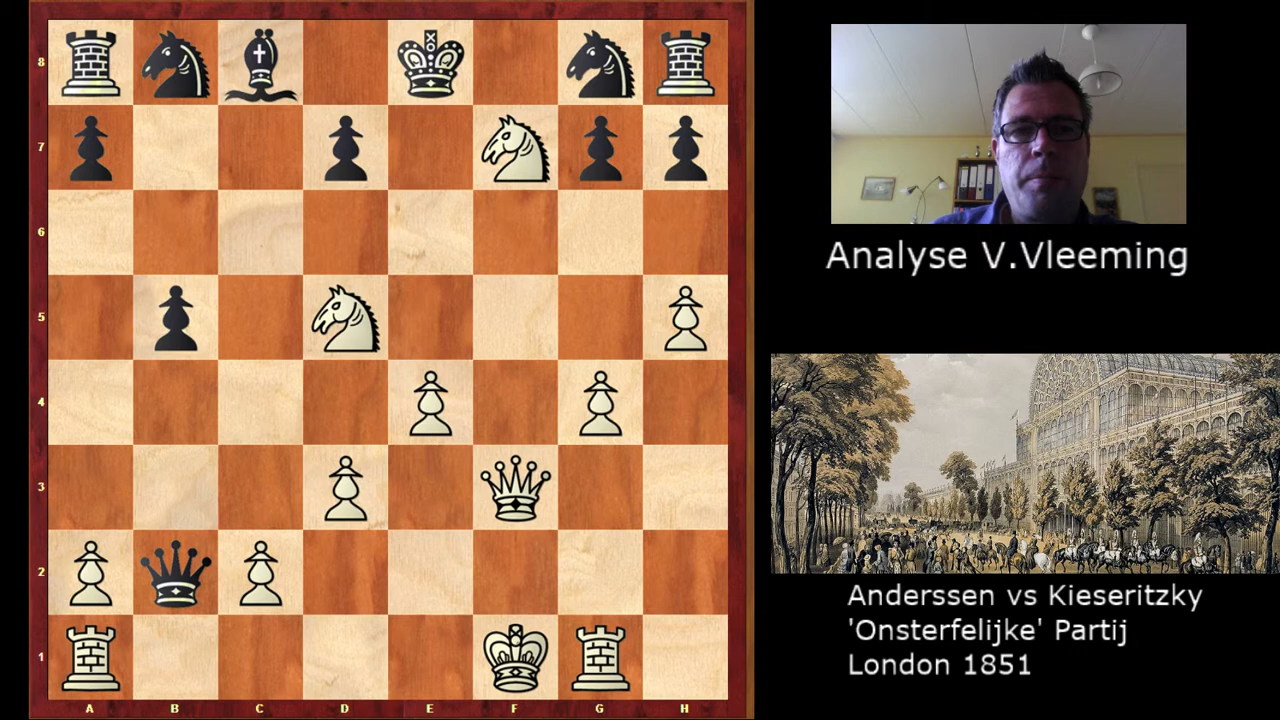 8
7
6
5
4
3
2
1
A B C D E F G H
Analyse V.Vleeming
Anderssen vs Kieseritzky
'Onsterfelijke' Partij
London 1851